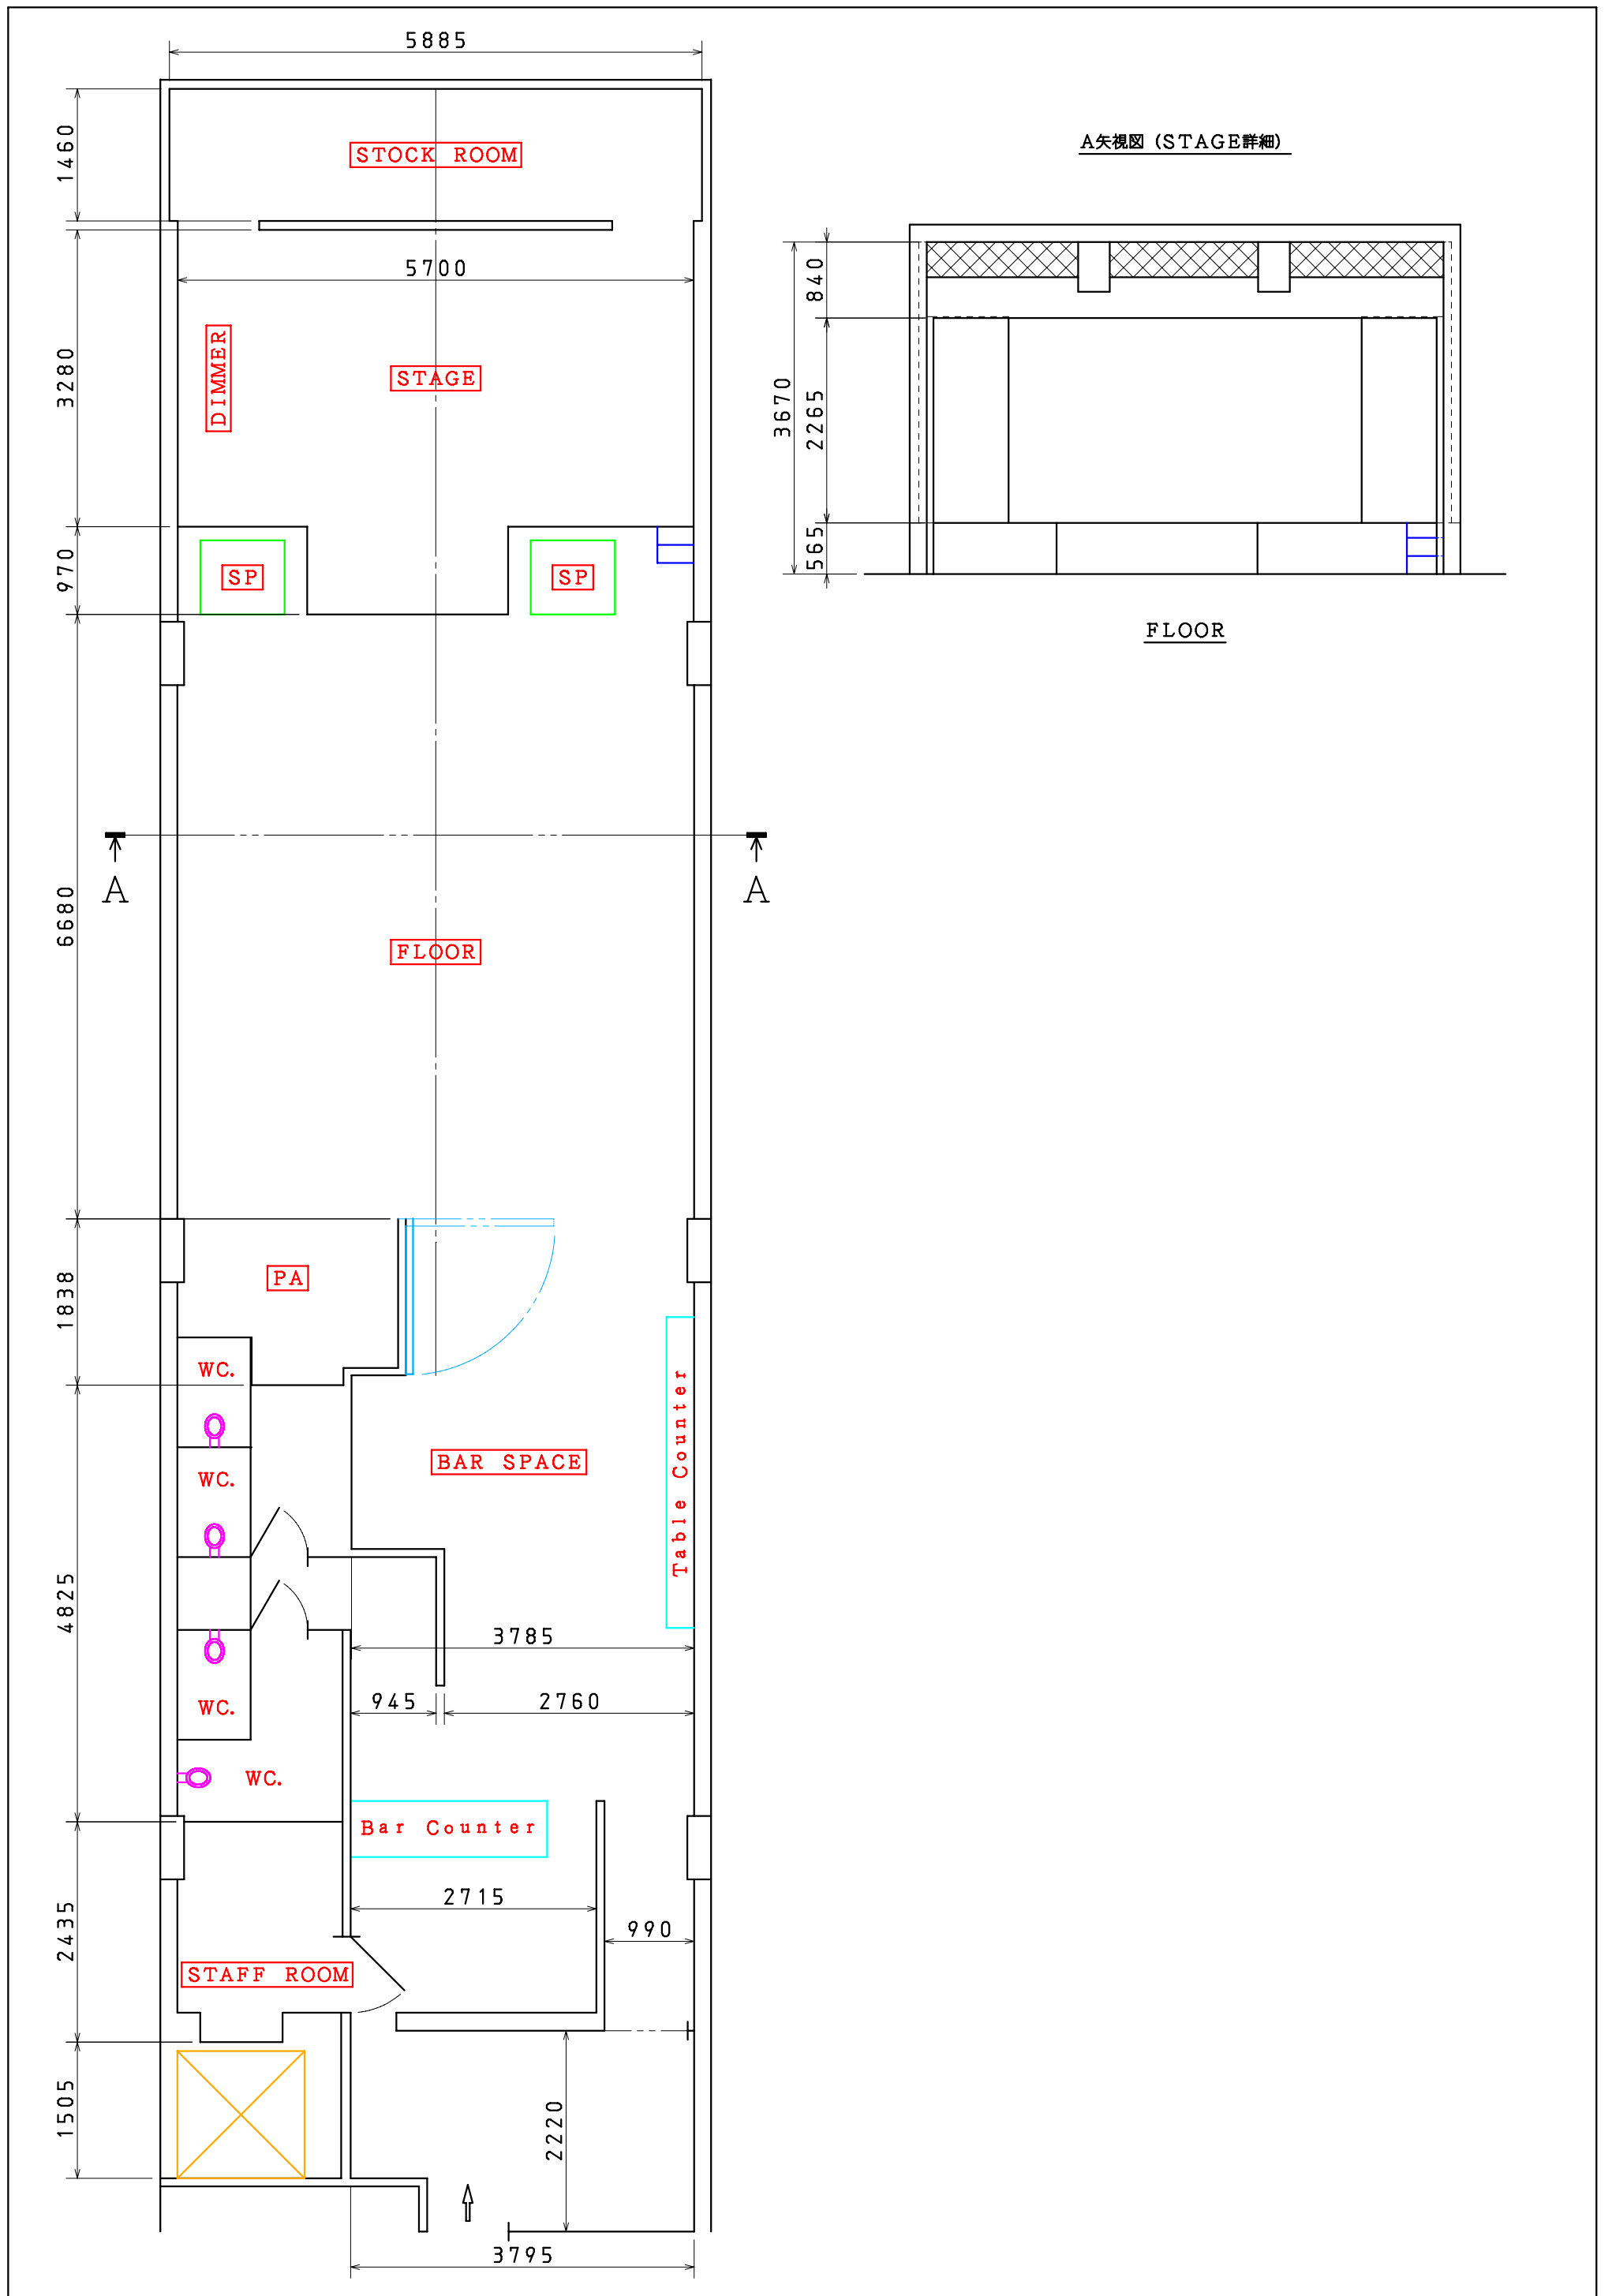 5885
1460
STOCK ROOM
A矢視図 (STAGE詳細)
5700
3280
DIMMER
STAGE
840
3670
2265
565
970
SP
SP
FLOOR
A
A
6680
FLOOR
1838
PA
WC.
Table Counter
BAR SPACE
WC.
4825
3785
945
2760
WC.
WC.
Bar Counter
2715
990
2435
STAFF ROOM
1505
2220
3795